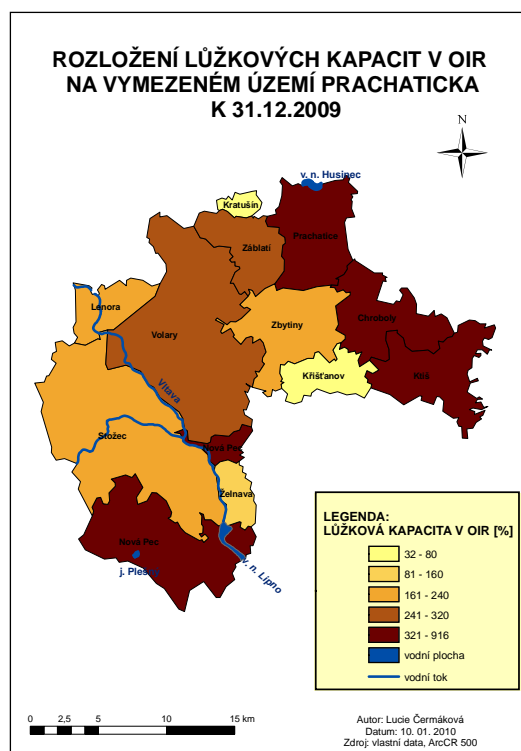 ROZLOŽENÍ LŮŽKOVÝCH KAPACIT V OIR
NA VYMEZENÉM ÚZEMÍ PRACHATICKA
K 31.12.2009
N
v. n. Husinec
Kratušín
Prachatice
Záblatí
Lenora
Chroboly
Volary
Zbytiny
Ktiš
Křišťanov
Vltava
Stožec
Nová Pec
Želnava
Nová Pec
j. Plešné
v. n. Lipno
LEGENDA:
LŮŽKOVÁ KAPACITA V OIR [%]
32 - 80
81 - 160
161 - 240
241 - 320
321 - 916
vodní plocha
vodní tok
0 2,5 5 10 15 km
Autor: Lucie Čermáková
Datum: 10. 01. 2010
Zdroj: vlastní data, ArcCR 500